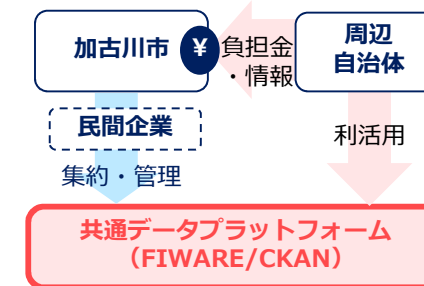 加古川市
¥
負担金
・情報
周辺
自治体
民間企業
利活用
集約・管理
共通データプラットフォーム
（FIWARE/CKAN）